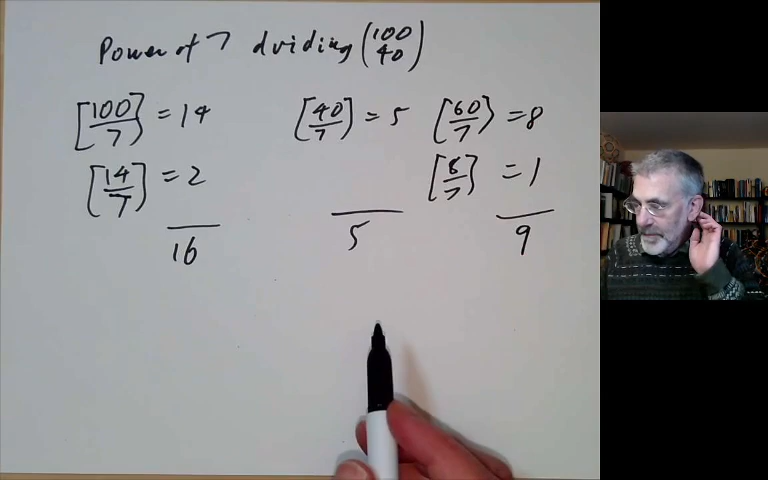 Power of 7 dviding (100 40)
[100/7] = 14 [40/7] = 5 [60/7] = 8
[14/7] = 2 [8/7] = 1
16 5 9